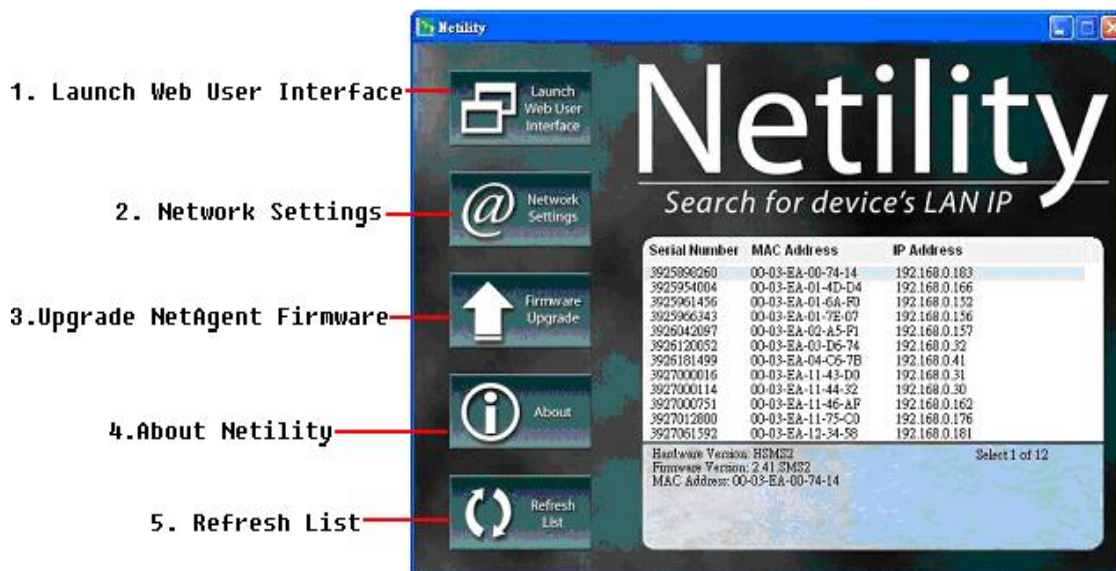 Netility
1. Launch Web User Interface
Launch
Web User
Interface
2. Network Settings
Network
Settings
3.Upgrade NetAgent Firmware
Firmware
Upgrade
4.About Netility
About
5. Refresh List
Refresh
List
Netility
Search for device's LAN IP
Serial Number MAC Address IP Address
3925898260 00-03-EA-00-74-14 192.168.0.183
3925954004 00-03-EA-01-4D-D4 192.168.0.166
3925961456 00-03-EA-01-6A-F0 192.168.0.152
3925966343 00-03-EA-01-7E-07 192.168.0.156
3926042097 00-03-EA-02-A5-F1 192.168.0.157
3926120052 00-03-EA-03-D6-74 192.168.0.32
3926181499 00-03-EA-04-C6-7B 192.168.0.41
3927000016 00-03-EA-11-43-D0 192.168.0.31
3927000114 00-03-EA-11-44-32 192.168.0.30
3927000751 00-03-EA-11-46-AF 192.168.0.162
3927012800 00-03-EA-11-75-C0 192.168.0.176
3927061592 00-03-EA-12-34-58 192.168.0.181
Hardware Version: HSMS2 Select 1 of 12
Firmware Version: 2.41.SMS2
MAC Address: 00-03-EA-00-74-14